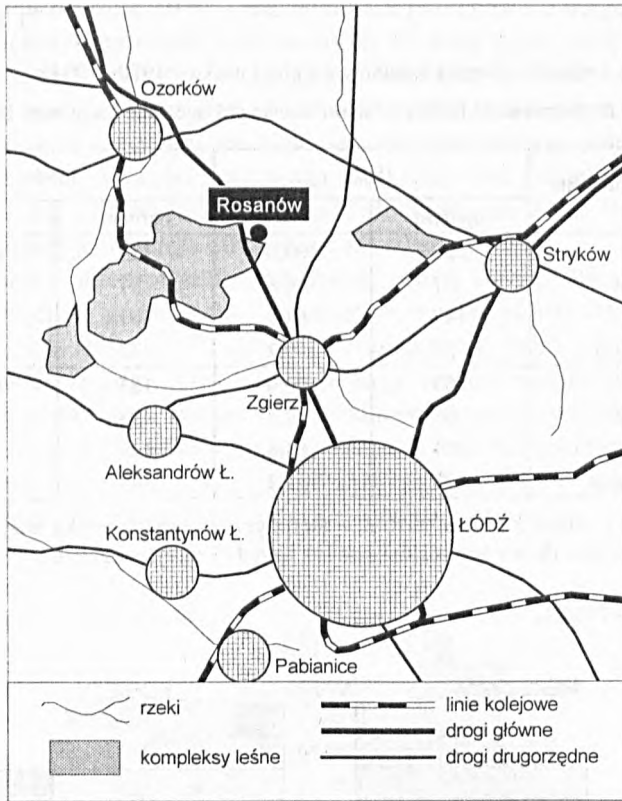 Ozorków
Rosanów
Stryków
Zgierz
Aleksandrów Ł.
Konstantynów Ł.
ŁÓDŹ
Pabianice
rzeki
kompleksy leśne
linie kolejowe
drogi główne
drogi drugorzędne